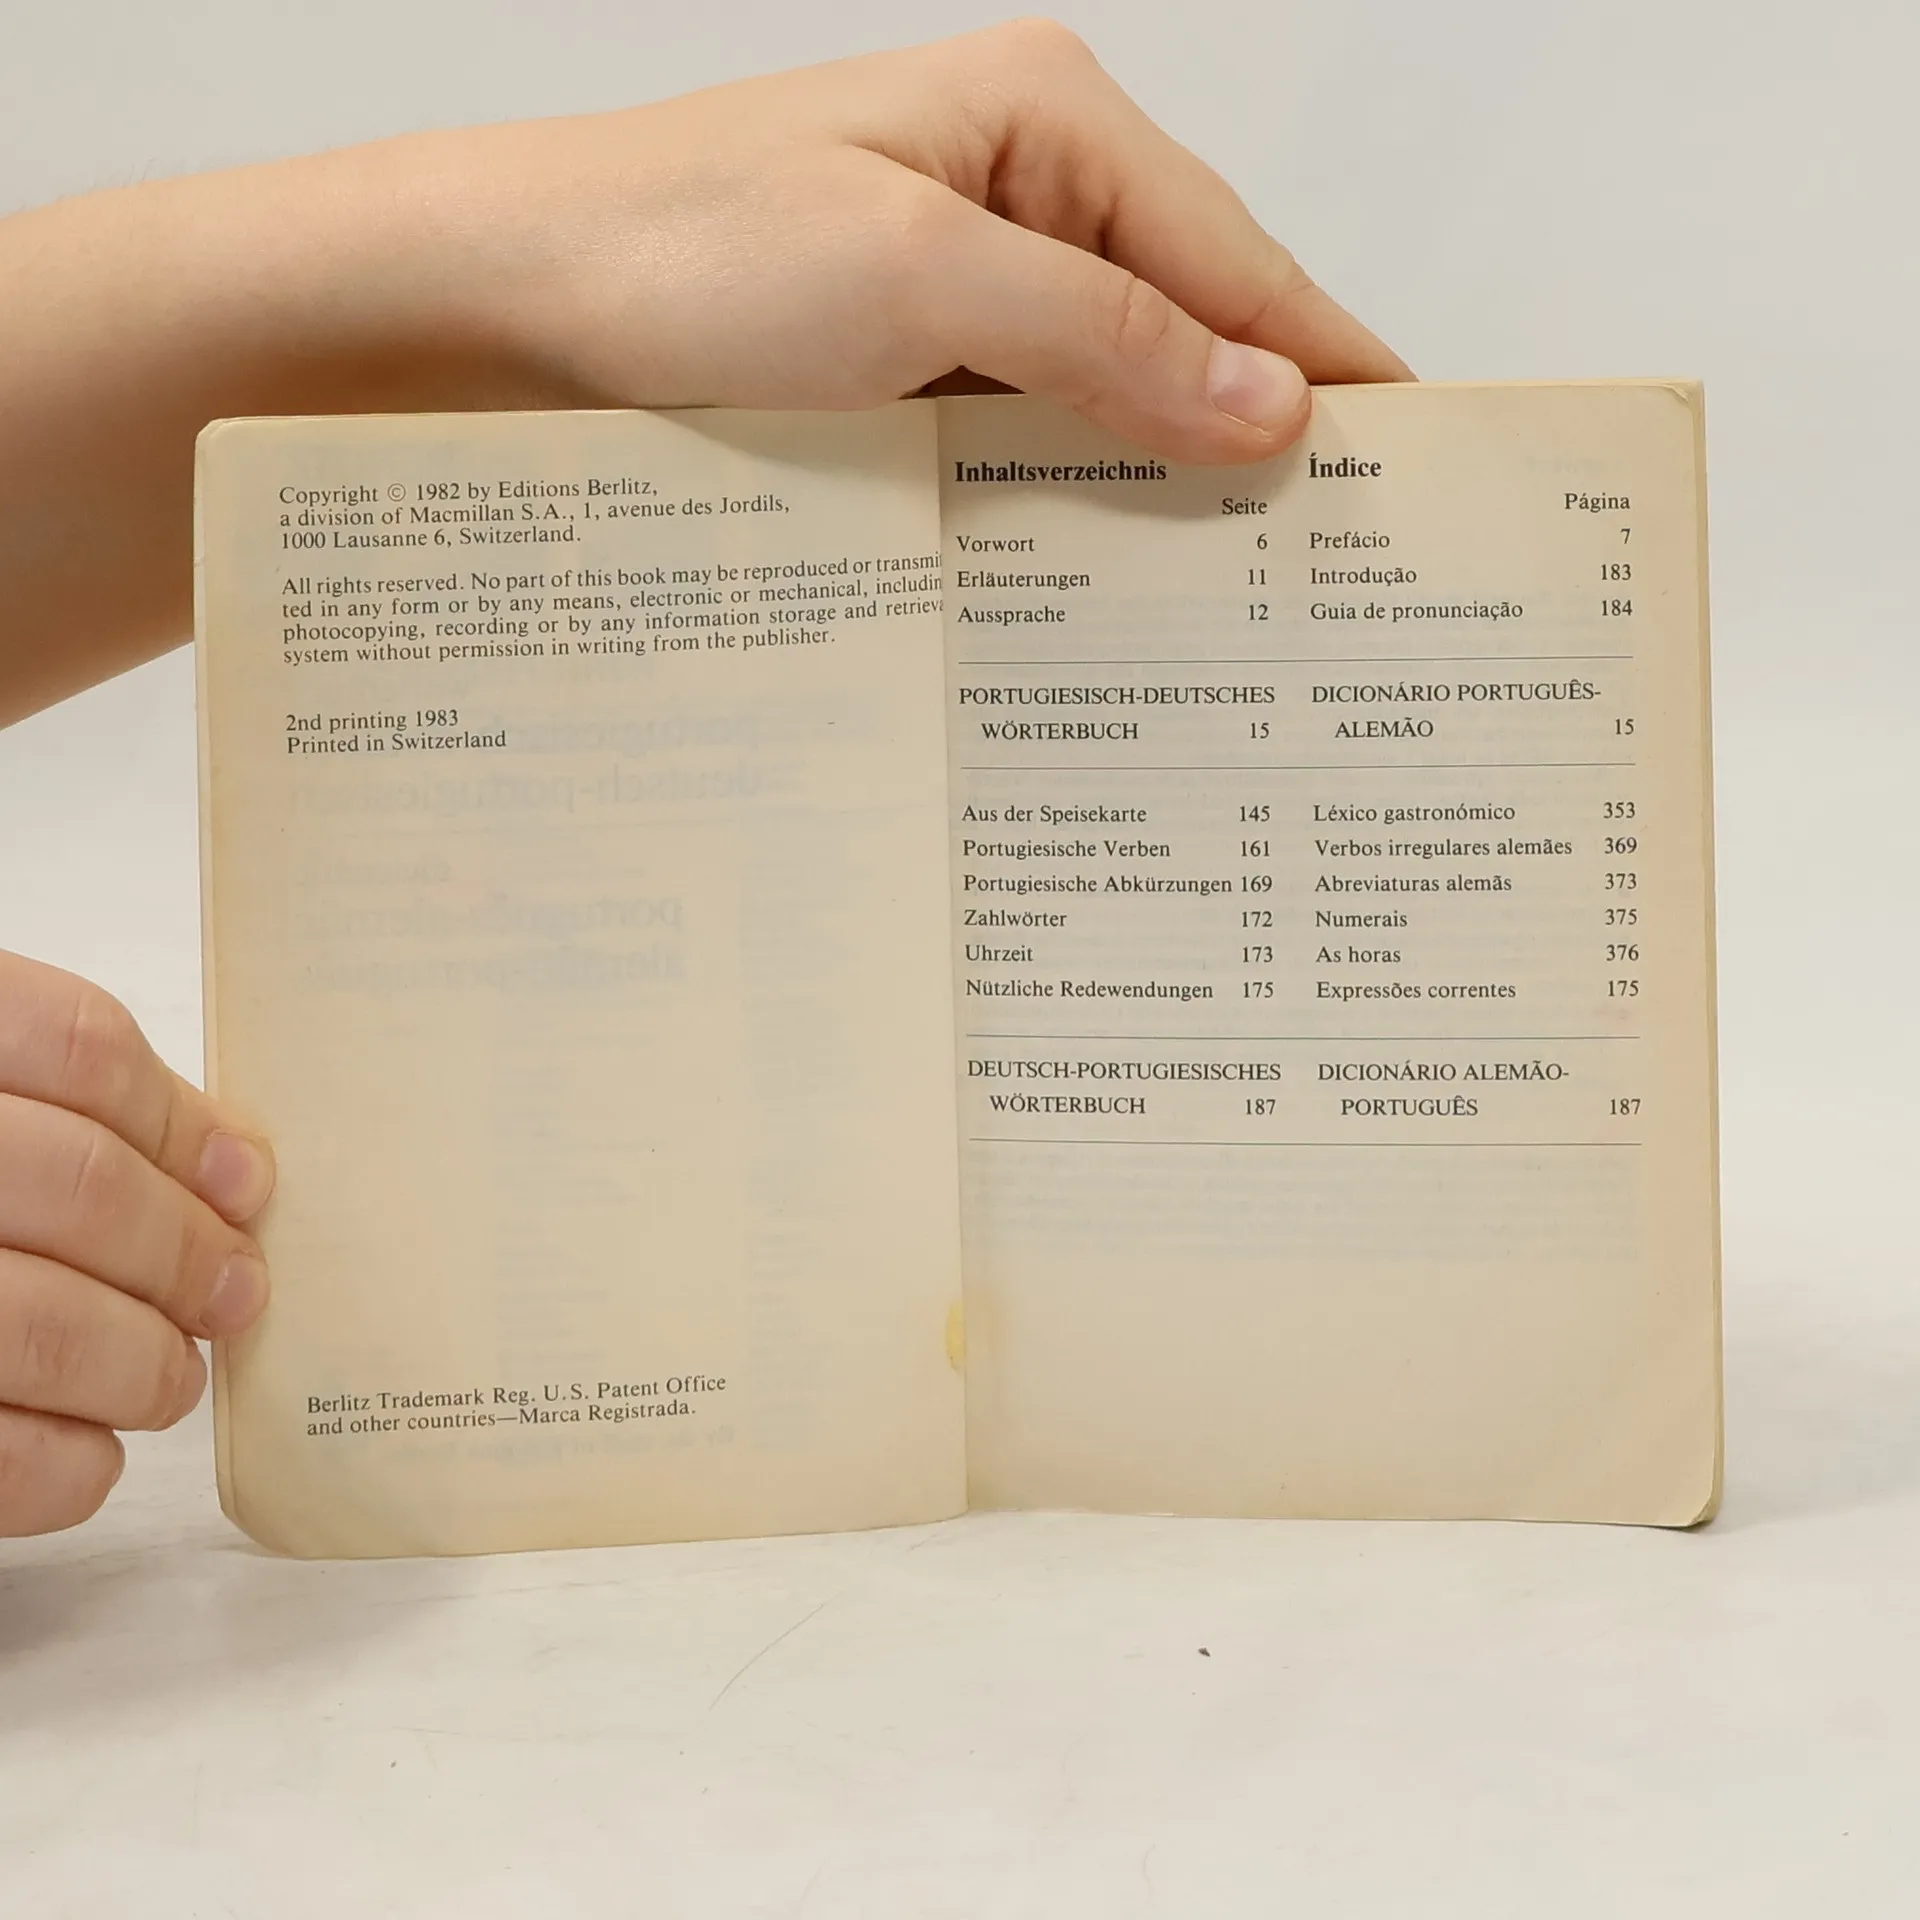 Copyright © 1982 by Editions Berlitz,
a division of Macmillan S.A., 1, avenue des Jordils,
1000 Lausanne 6, Switzerland.
All rights reserved. No part of this book may be reproduced or transmit
ted in any form or by any means, electronic or mechanical, includin
photocopying, recording or by any information storage and retrieva
system without permission in writing from the publisher.
2nd printing 1983
Printed in Switzerland
Berlitz Trademark Reg. U.S. Patent Office
and other countries—Marca Registrada.
Inhaltsverzeichnis
Seite
Vorwort 6
Erläuterungen 11
Aussprache 12
PORTUGIESISCH-DEUTSCHES
WÖRTERBUCH 15
Aus der Speisekarte 145
Portugiesische Verben 161
Portugiesische Abkürzungen 169
Zahlwörter 172
Uhrzeit 173
Nützliche Redewendungen 175
DEUTSCH-PORTUGIESISCHES
WÖRTERBUCH 187
Índice
Página
Prefácio 7
Introdução 183
Guia de pronunciação 184
DICIONÁRIO PORTUGUÊS-
ALEMÃO 15
Léxico gastronómico 353
Verbos irregulares alemães 369
Abreviaturas alemãs 373
Numerais 375
As horas 376
Expressões correntes 175
DICIONÁRIO ALEMÃO-
PORTUGUÊS 187